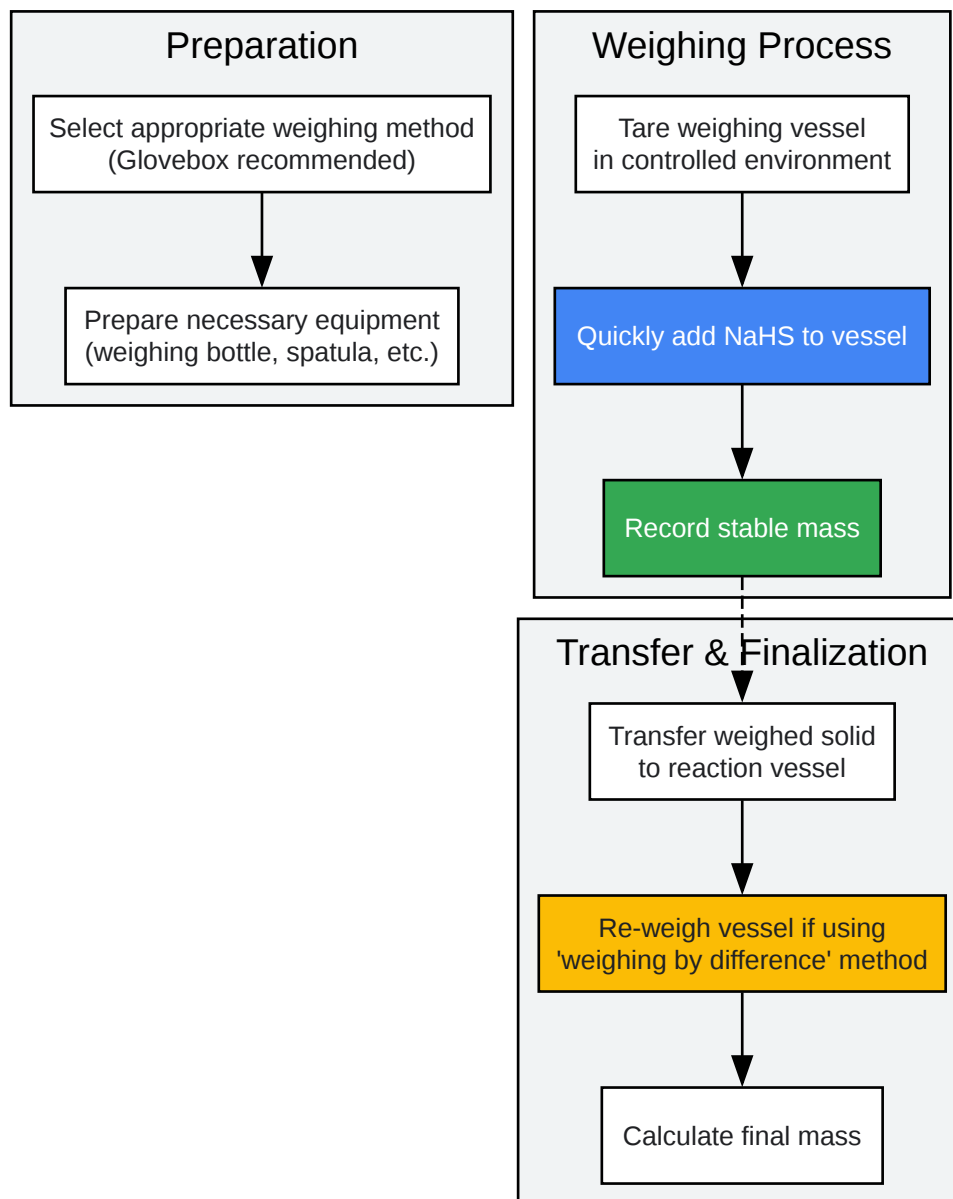 Preparation
Select appropriate weighing method
(Glovebox recommended)
Prepare necessary equipment
(weighing bottle, spatula, etc.)
Weighing Process
Tare weighing vessel
in controlled environment
Quickly add NaHS to vessel
Record stable mass
Transfer & Finalization
Transfer weighed solid
to reaction vessel
Re-weigh vessel if using
'weighing by difference' method
Calculate final mass